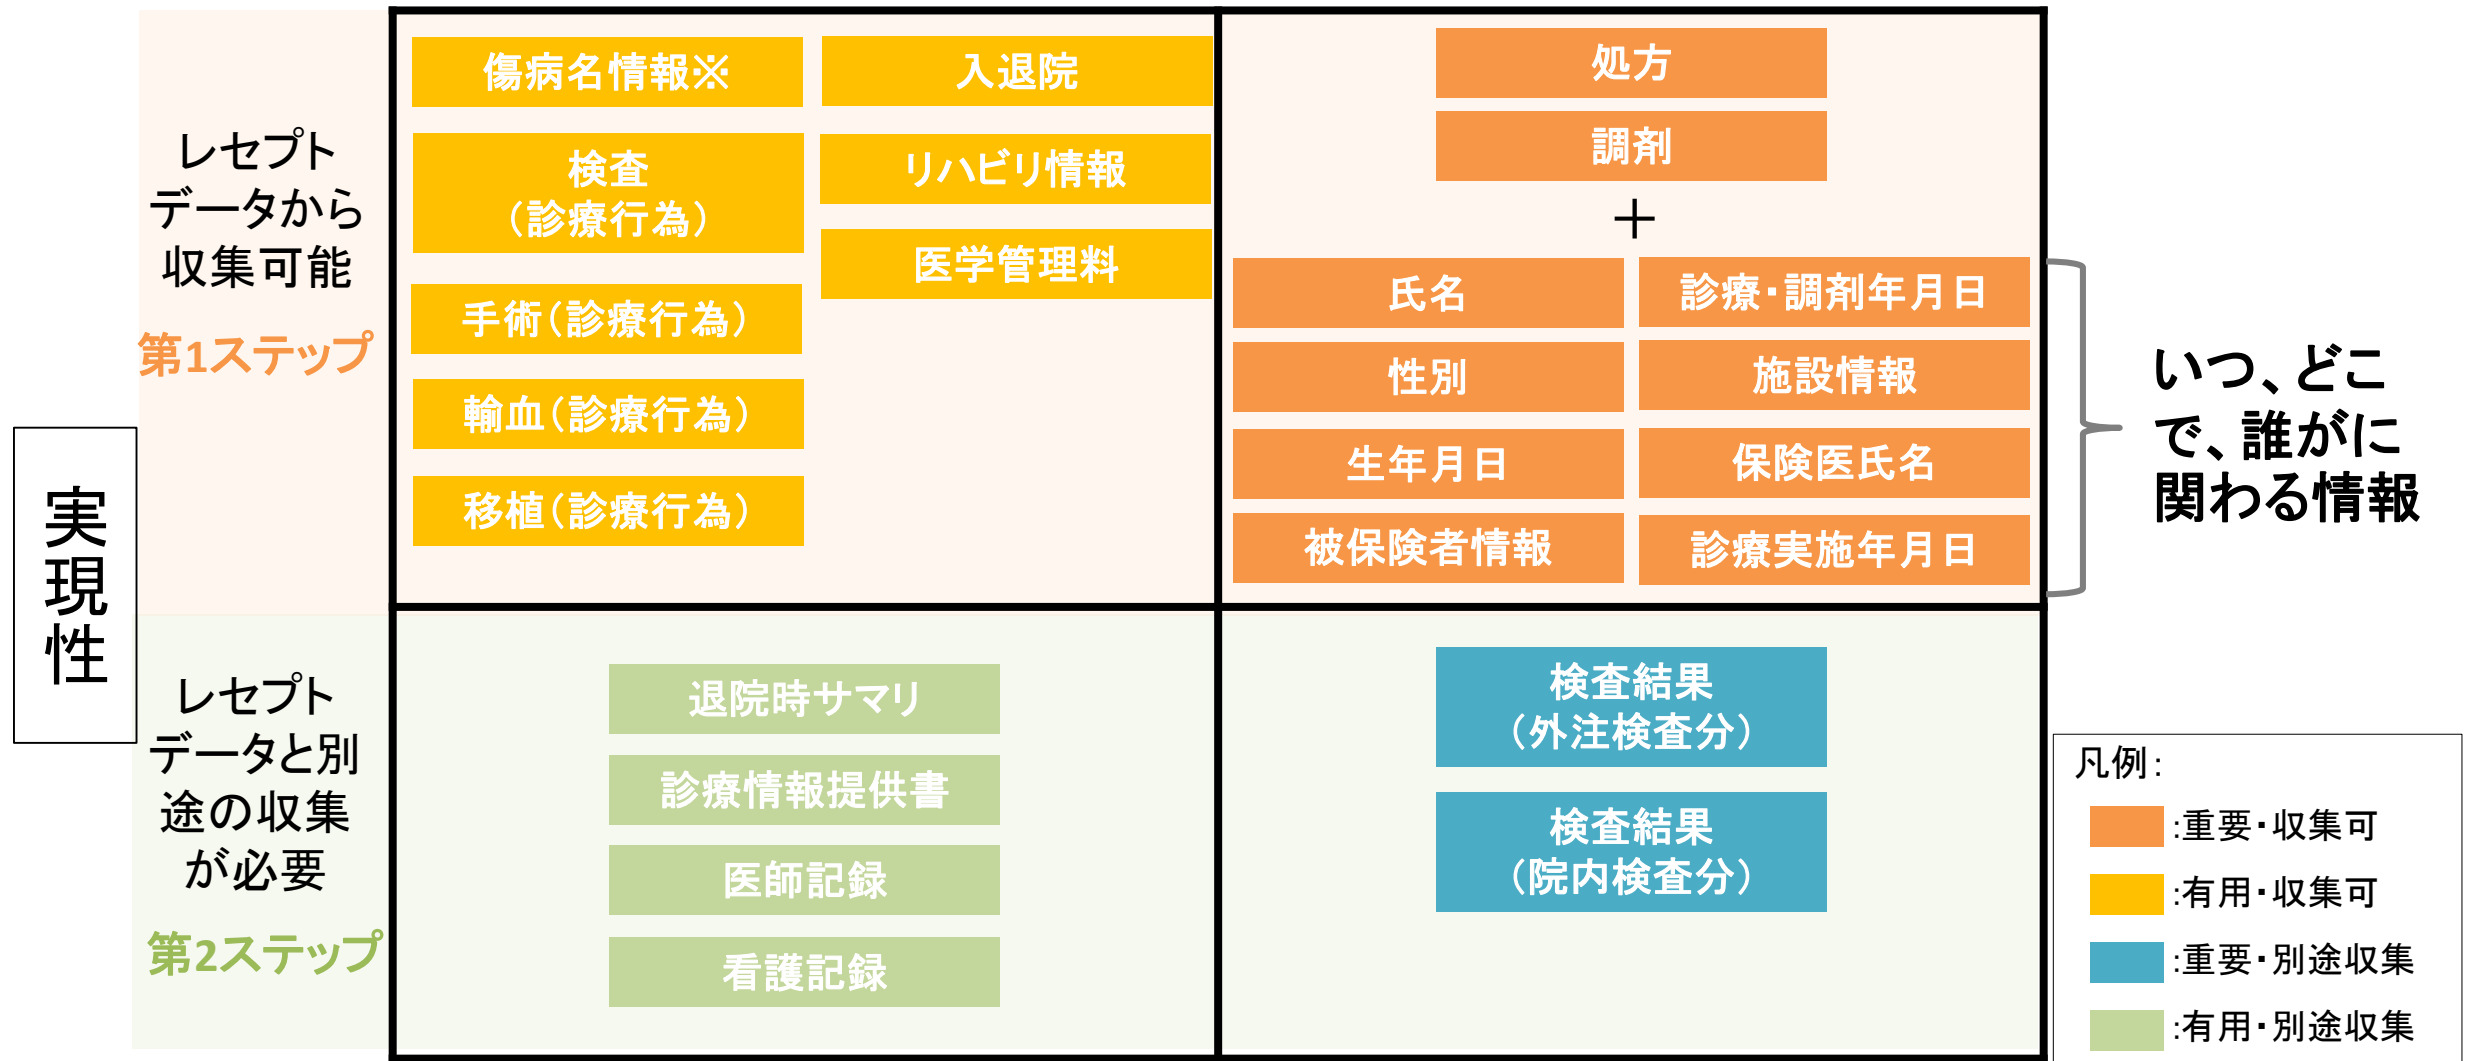 実現性
レセプト
データから
収集可能
第1ステップ
傷病名情報※
入退院
検査
（診療行為）
リハビリ情報
医学管理料
手術（診療行為）
輸血（診療行為）
移植（診療行為）
処方
調剤
＋
氏名
診療・調剤年月日
性別
施設情報
生年月日
保険医氏名
被保険者情報
診療実施年月日
いつ、どこ
で、誰がに
関わる情報
レセプト
データと別
途の収集
が必要
第2ステップ
退院時サマリ
診療情報提供書
医師記録
看護記録
検査結果
（外注検査分）
検査結果
（院内検査分）
凡例：
:重要・収集可
:有用・収集可
:重要・別途収集
:有用・別途収集